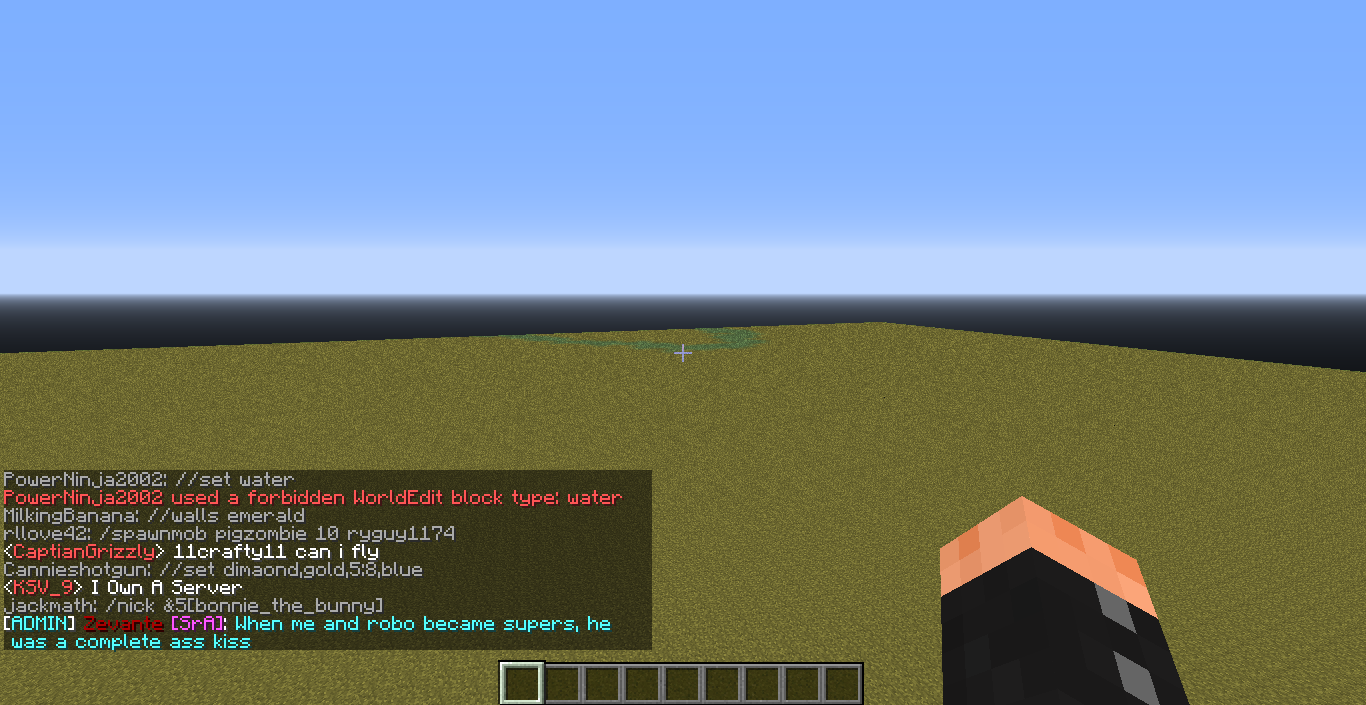 PowerNinja2002: //set water
PowerNinja2002 used a forbidden WorldEdit block type: water
MilkingBanana: //walls emerald
rllove42: /spawnmob pigzombie 10 ryguy1174
<CaptianGrizzly> 11crafty11 can i fly
Cannieshotgun: //set dimaond,gold,5:8,blue
<KSV_9> I Own A Server
jackmath: /nick &5[bonnie_the_bunny]
[ADMIN] Zevante [SrA]: When me and robo became supers, he
was a complete ass kiss